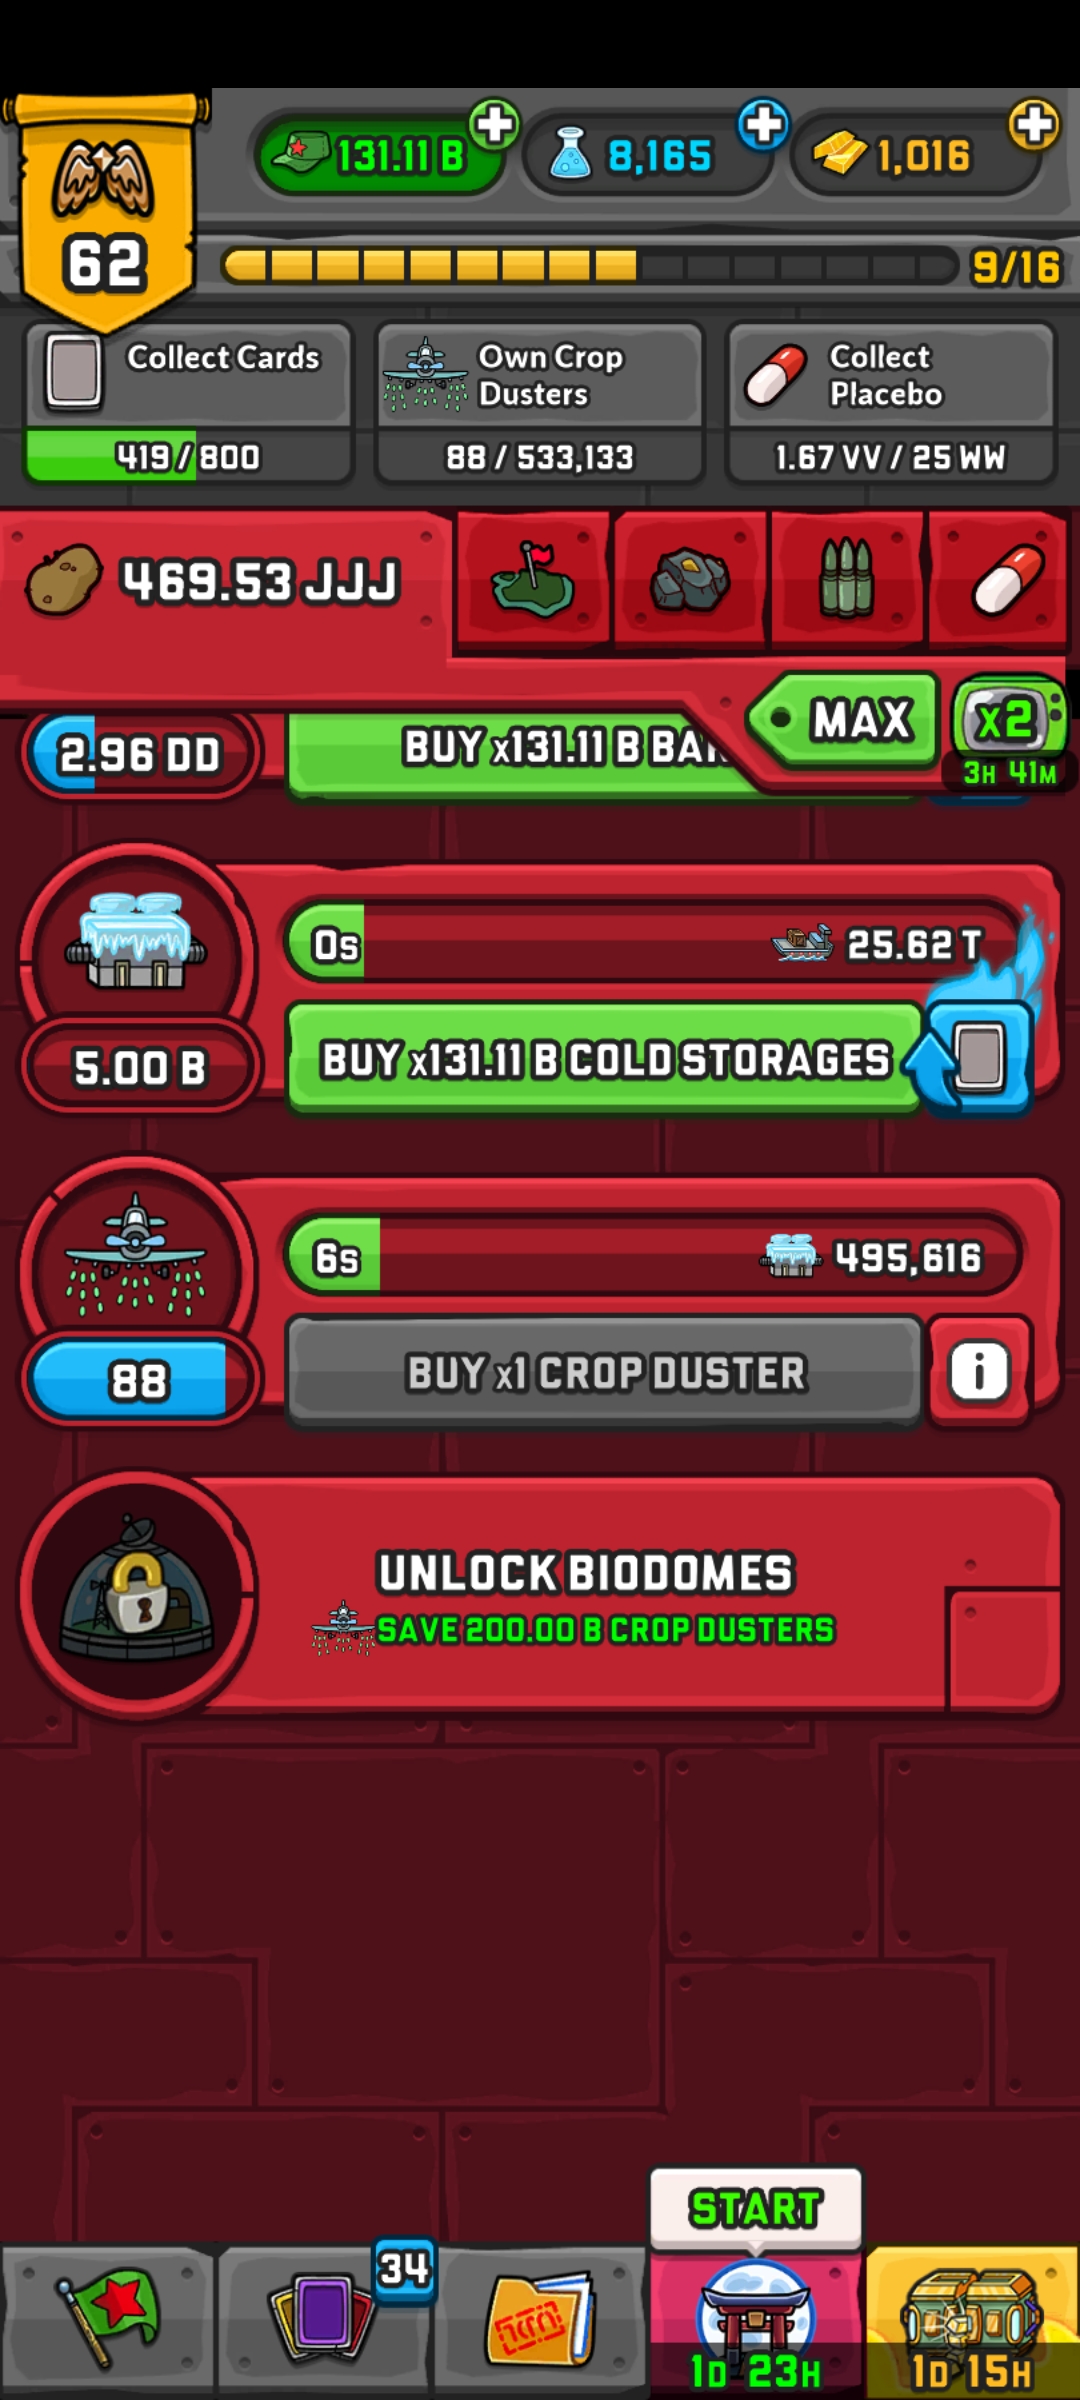 131.11 B
8,165
1,016
62
9/16
Collect Cards
419 / 800
Own Crop
Dusters
88 / 533,133
Collect
Placebo
1.67 VV / 25 WW
469.53 JJJ
MAX
x2
3H 41M
2.96 DD
BUY x131.11 B BA
0s
25.62 T
5.00 B
BUY x131.11 B COLD STORAGES
6s
495,616
88
BUY x1 CROP DUSTER
i
UNLOCK BIODOMES
SAVE 200.00 B CROP DUSTERS
START
34
1D 23H
1D 15H